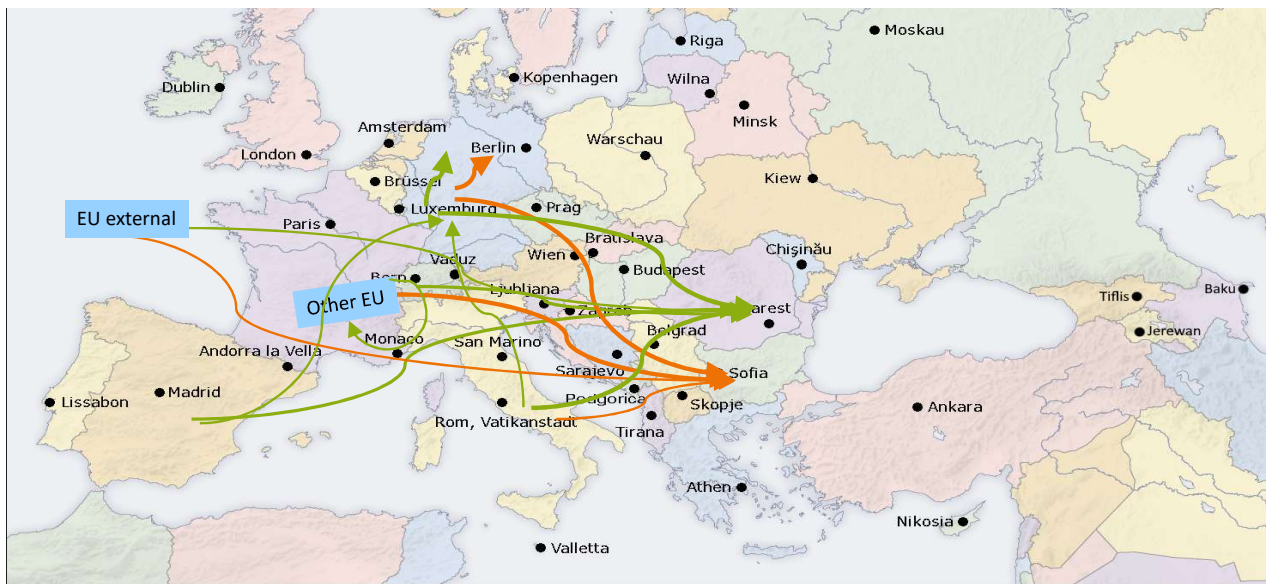 Moskau
Riga
Kopenhagen
Wilna
Dublin
Minsk
Amsterdam
Warschau
Berlin
London
Kiew
Brüssel
Luxemburg
Prag
EU external
Paris
Bratislava
Chişinău
Wien
Vaduz
Budapest
Bern
Ljubljana
Other EU
Zagreb
Tiflis
Baku
arest
Belgrad
Jerewan
Monaco
San Marino
Andorra la Vella
Sarajevo
Sofia
Madrid
Podgorica
Lissabon
Skopje
Ankara
Rom, Vatikanstadt
Tirana
Athen
Nikosia
Valletta